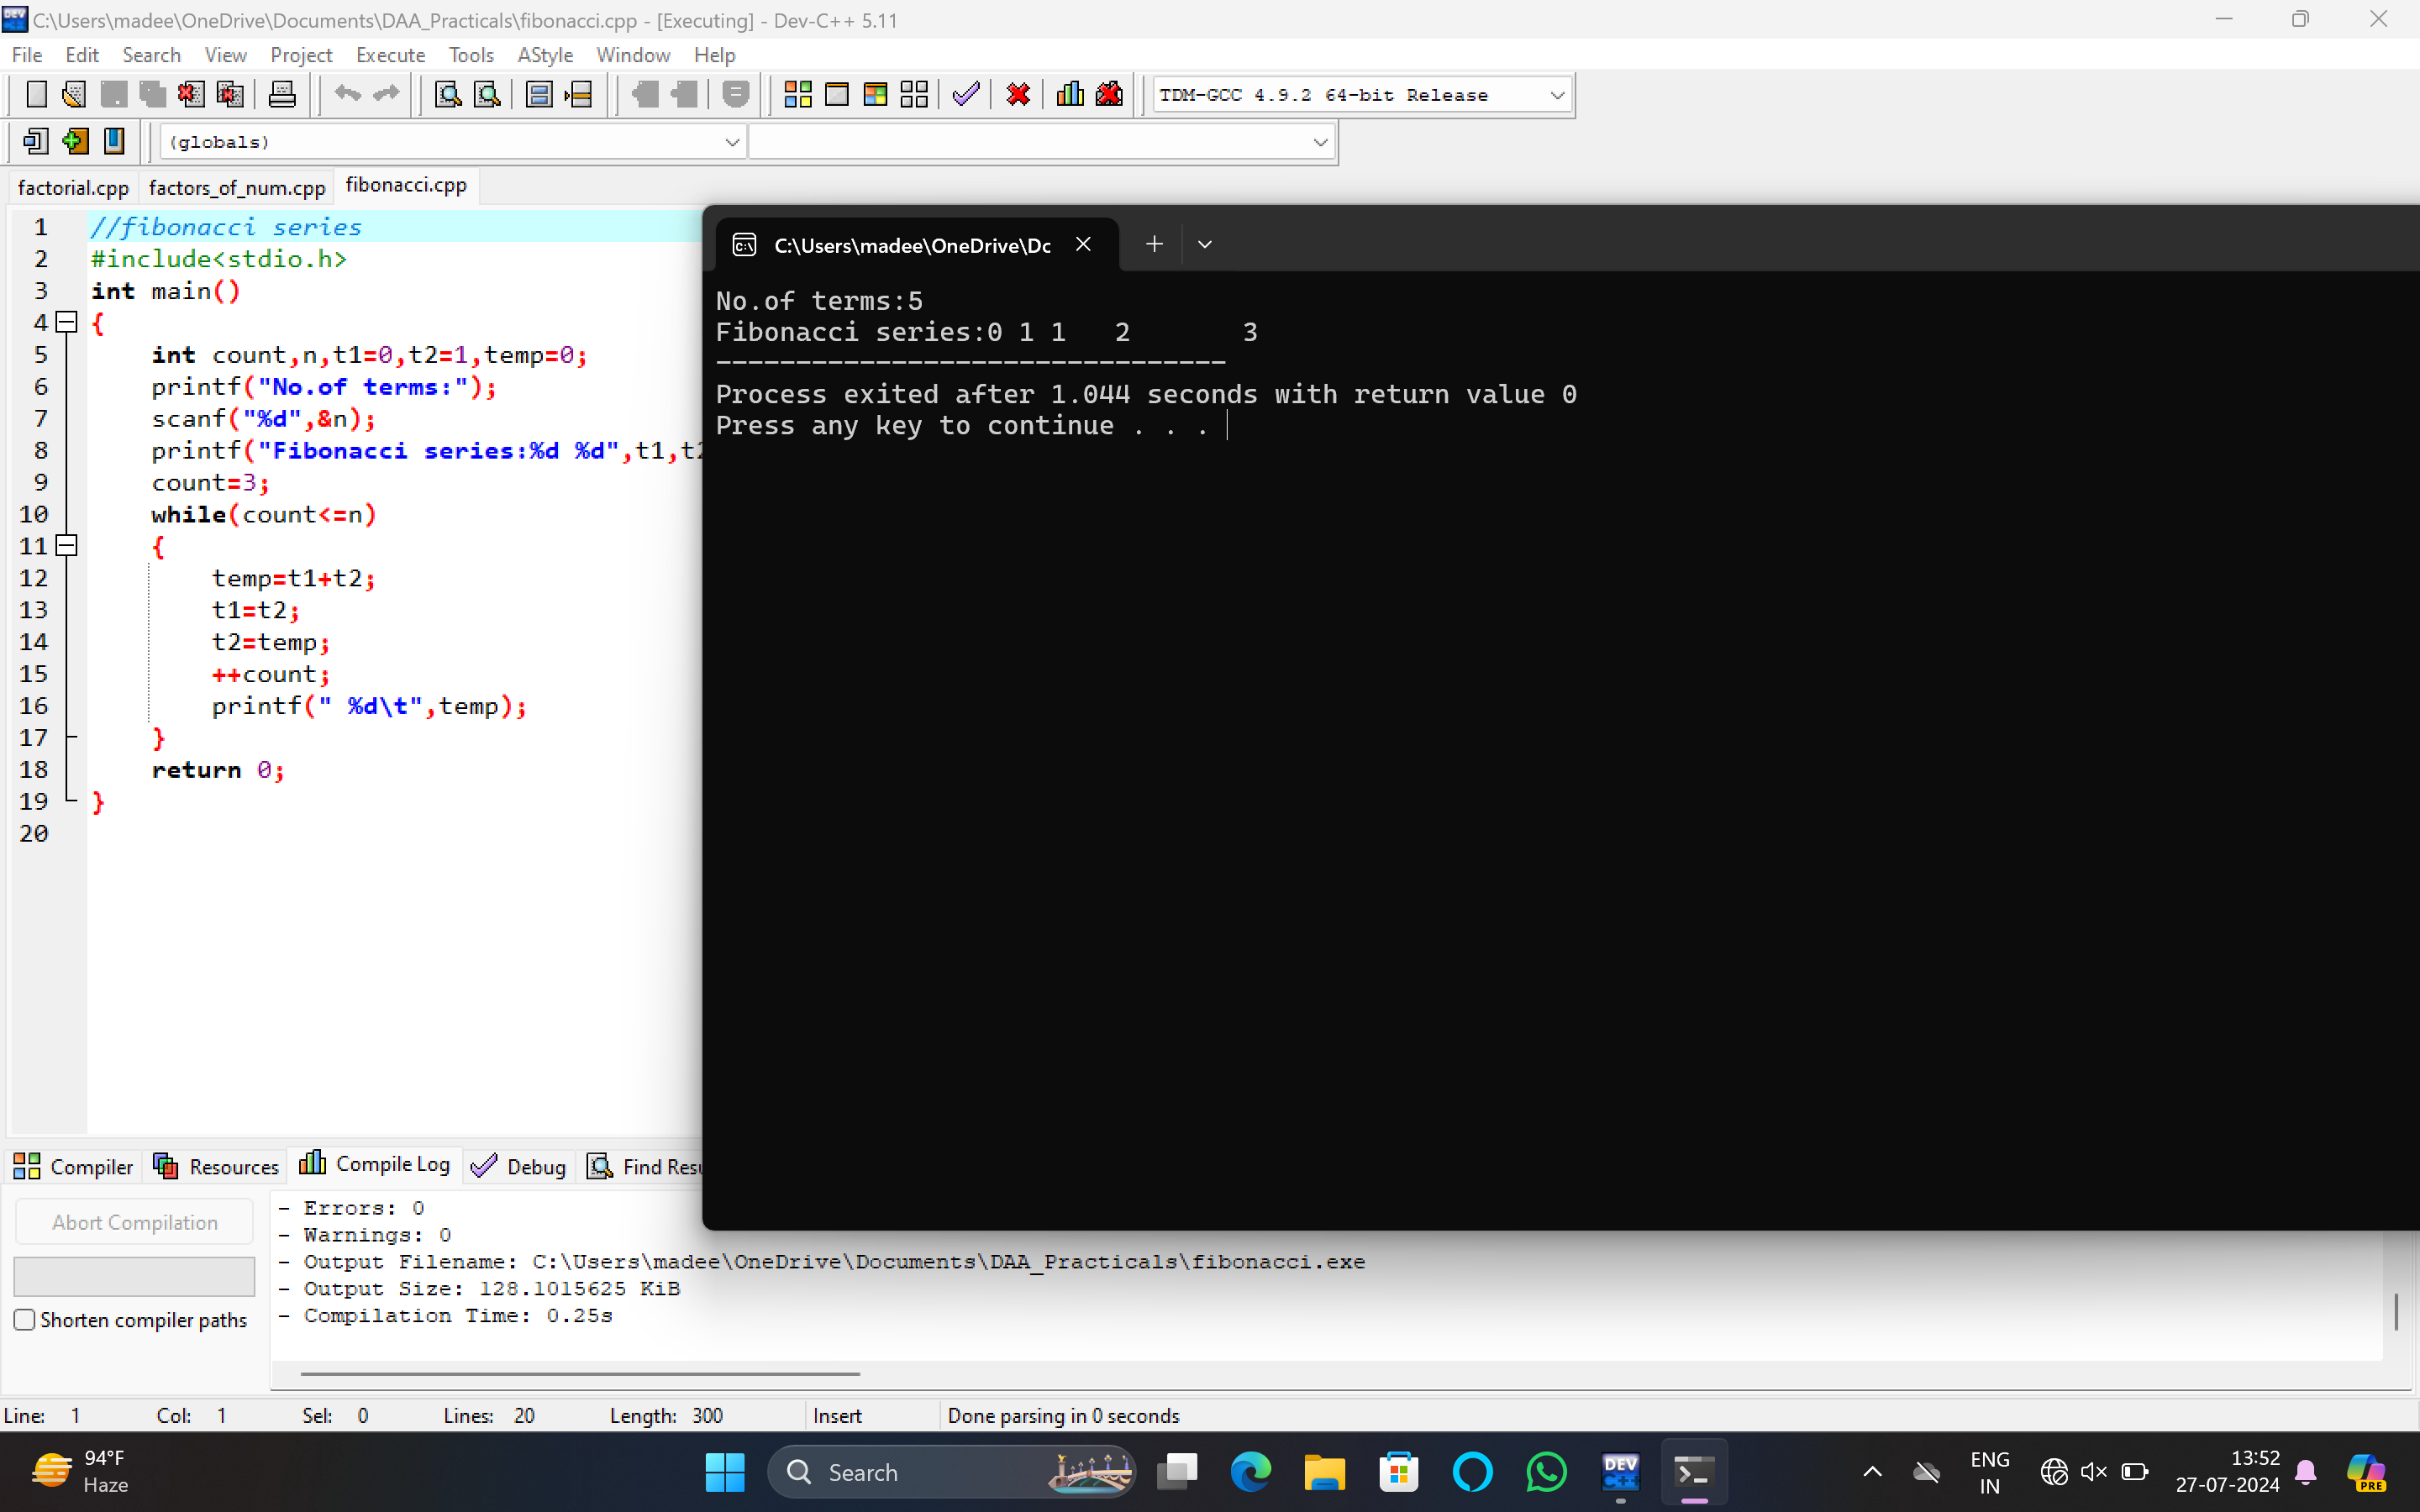 C:\Users\madee\OneDrive\Documents\DAA_Practicals\fibonacci.cpp - [Executing] - Dev-C++ 5.11
File Edit Search View Project Execute Tools AStyle Window Help
TDM-GCC 4.9.2 64-bit Release
(globals)
factorial.cpp factors_of_num.cpp fibonacci.cpp
1 //fibonacci series
2 #include<stdio.h>
3 int main()
4 {
5 int count,n,t1=0,t2=1,temp=0;
6 printf("No.of terms:");
7 scanf("%d",&n);
8 printf("Fibonacci series:%d %d",t1,t2
9 count=3;
10 while(count<=n)
11 {
12 temp=t1+t2;
13 t1=t2;
14 t2=temp;
15 ++count;
16 printf(" %d\t",temp);
17 }
18 return 0;
19 }
20
C:\Users\madee\OneDrive\Dc
No.of terms:5
Fibonacci series:0 1 1   2       3
--------------------------------
Process exited after 1.044 seconds with return value 0
Press any key to continue . . .
Compiler Resources Compile Log Debug Find Resu
Abort Compilation
Shorten compiler paths
- Errors: 0
- Warnings: 0
- Output Filename: C:\Users\madee\OneDrive\Documents\DAA_Practicals\fibonacci.exe
- Output Size: 128.1015625 KiB
- Compilation Time: 0.25s
Line: 1 Col: 1 Sel: 0 Lines: 20 Length: 300 Insert Done parsing in 0 seconds
94°F
Haze
Search
DEV
ENG
IN
13:52
27-07-2024
PRE